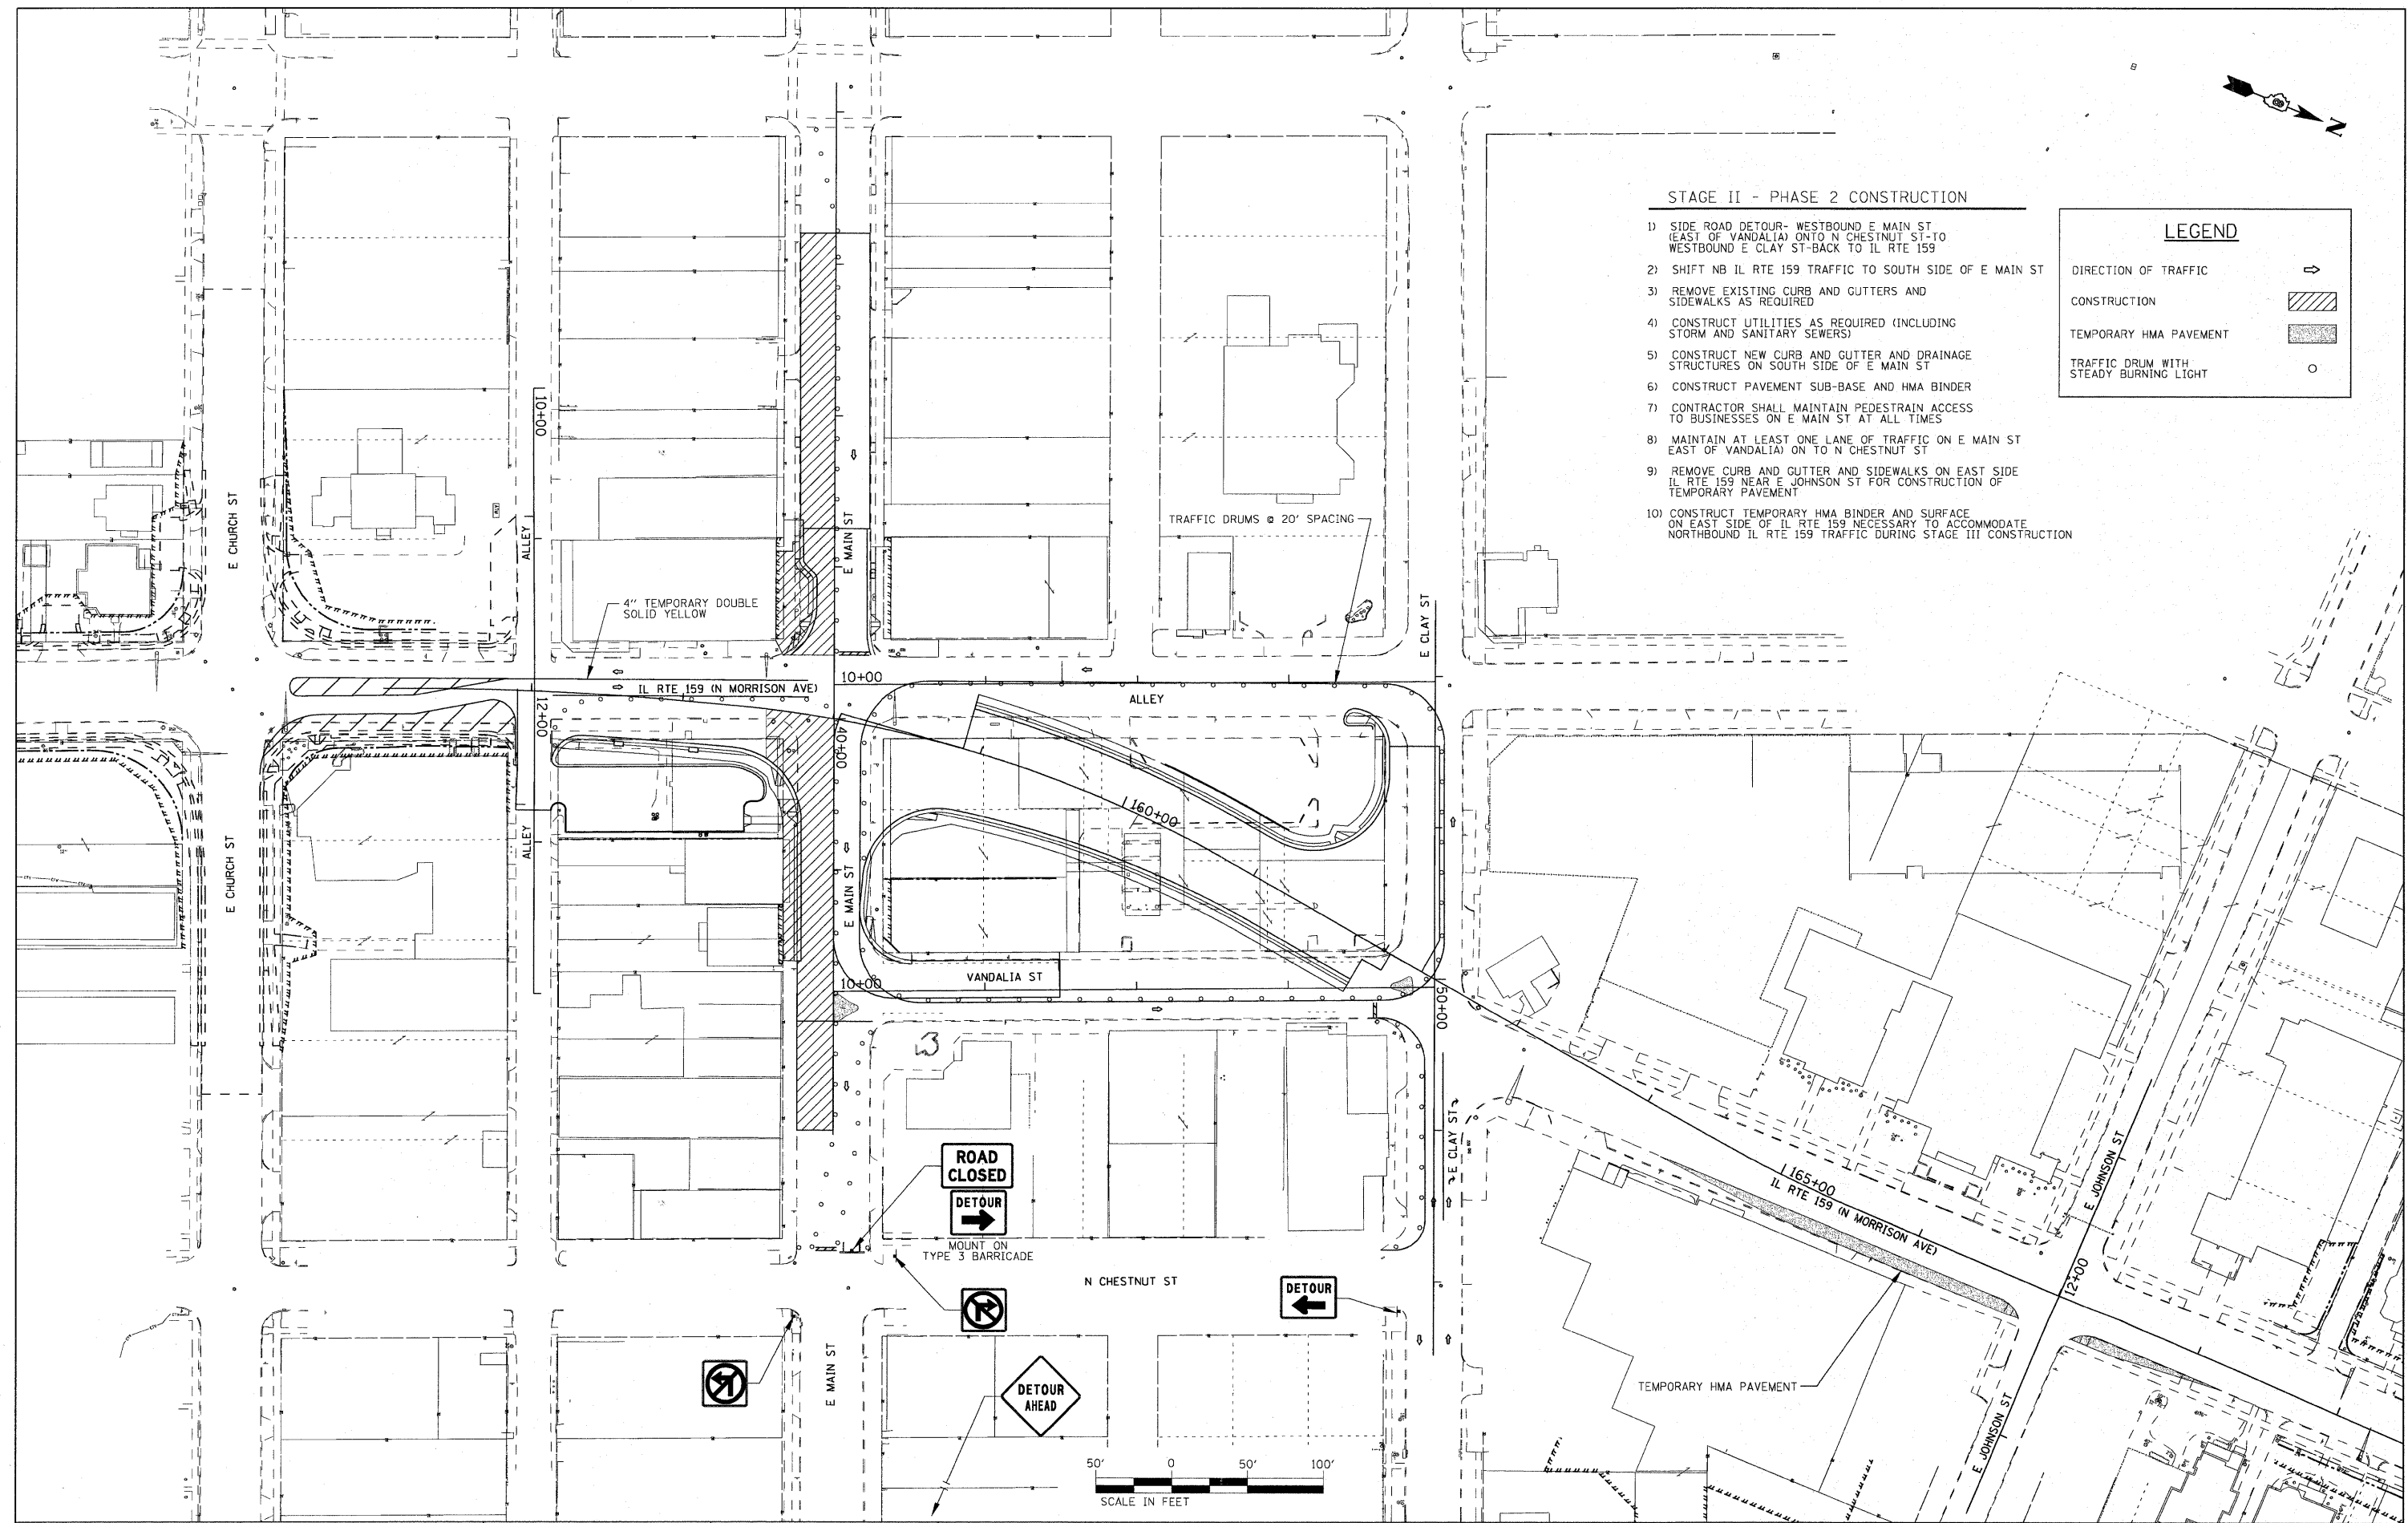 N
STAGE II - PHASE 2 CONSTRUCTION
1) SIDE ROAD DETOUR- WESTBOUND E MAIN ST
(EAST OF VANDALIA) ONTO N CHESTNUT ST-TO
WESTBOUND E CLAY ST-BACK TO IL RTE 159
2) SHIFT NB IL RTE 159 TRAFFIC TO SOUTH SIDE OF E MAIN ST
3) REMOVE EXISTING CURB AND GUTTERS AND
SIDEWALKS AS REQUIRED
4) CONSTRUCT UTILITIES AS REQUIRED (INCLUDING
STORM AND SANITARY SEWERS)
5) CONSTRUCT NEW CURB AND GUTTER AND DRAINAGE
STRUCTURES ON SOUTH SIDE OF E MAIN ST
6) CONSTRUCT PAVEMENT SUB-BASE AND HMA BINDER
7) CONTRACTOR SHALL MAINTAIN PEDESTRAIN ACCESS
TO BUSINESSES ON E MAIN ST AT ALL TIMES
8) MAINTAIN AT LEAST ONE LANE OF TRAFFIC ON E MAIN ST
EAST OF VANDALIA) ON TO N CHESTNUT ST
9) REMOVE CURB AND GUTTER AND SIDEWALKS ON EAST SIDE
IL RTE 159 NEAR E JOHNSON ST FOR CONSTRUCTION OF
TEMPORARY PAVEMENT
10) CONSTRUCT TEMPORARY HMA BINDER AND SURFACE
ON EAST SIDE OF IL RTE 159 NECESSARY TO ACCOMMODATE
NORTHBOUND IL RTE 159 TRAFFIC DURING STAGE III CONSTRUCTION
LEGEND
DIRECTION OF TRAFFIC
CONSTRUCTION
TEMPORARY HMA PAVEMENT
TRAFFIC DRUM WITH
STEADY BURNING LIGHT
10+00
E CHURCH ST
ALLEY
E MAIN ST
TRAFFIC DRUMS @ 20' SPACING
4" TEMPORARY DOUBLE
SOLID YELLOW
E CLAY ST
IL RTE 159 (N MORRISON AVE)
10+00
ALLEY
12+00
40+00
160+00
E CHURCH ST
ALLEY
E MAIN ST
VANDALIA ST
10+00
50+00
E CLAY ST
ROAD
CLOSED
DETOUR
MOUNT ON
TYPE 3 BARRICADE
N CHESTNUT ST
DETOUR
165+00
IL RTE 159 (N MORRISON AVE)
E JOHNSON ST
12+00
E MAIN ST
DETOUR
AHEAD
TEMPORARY HMA PAVEMENT
E JOHNSON ST
50' 0 50' 100'
SCALE IN FEET